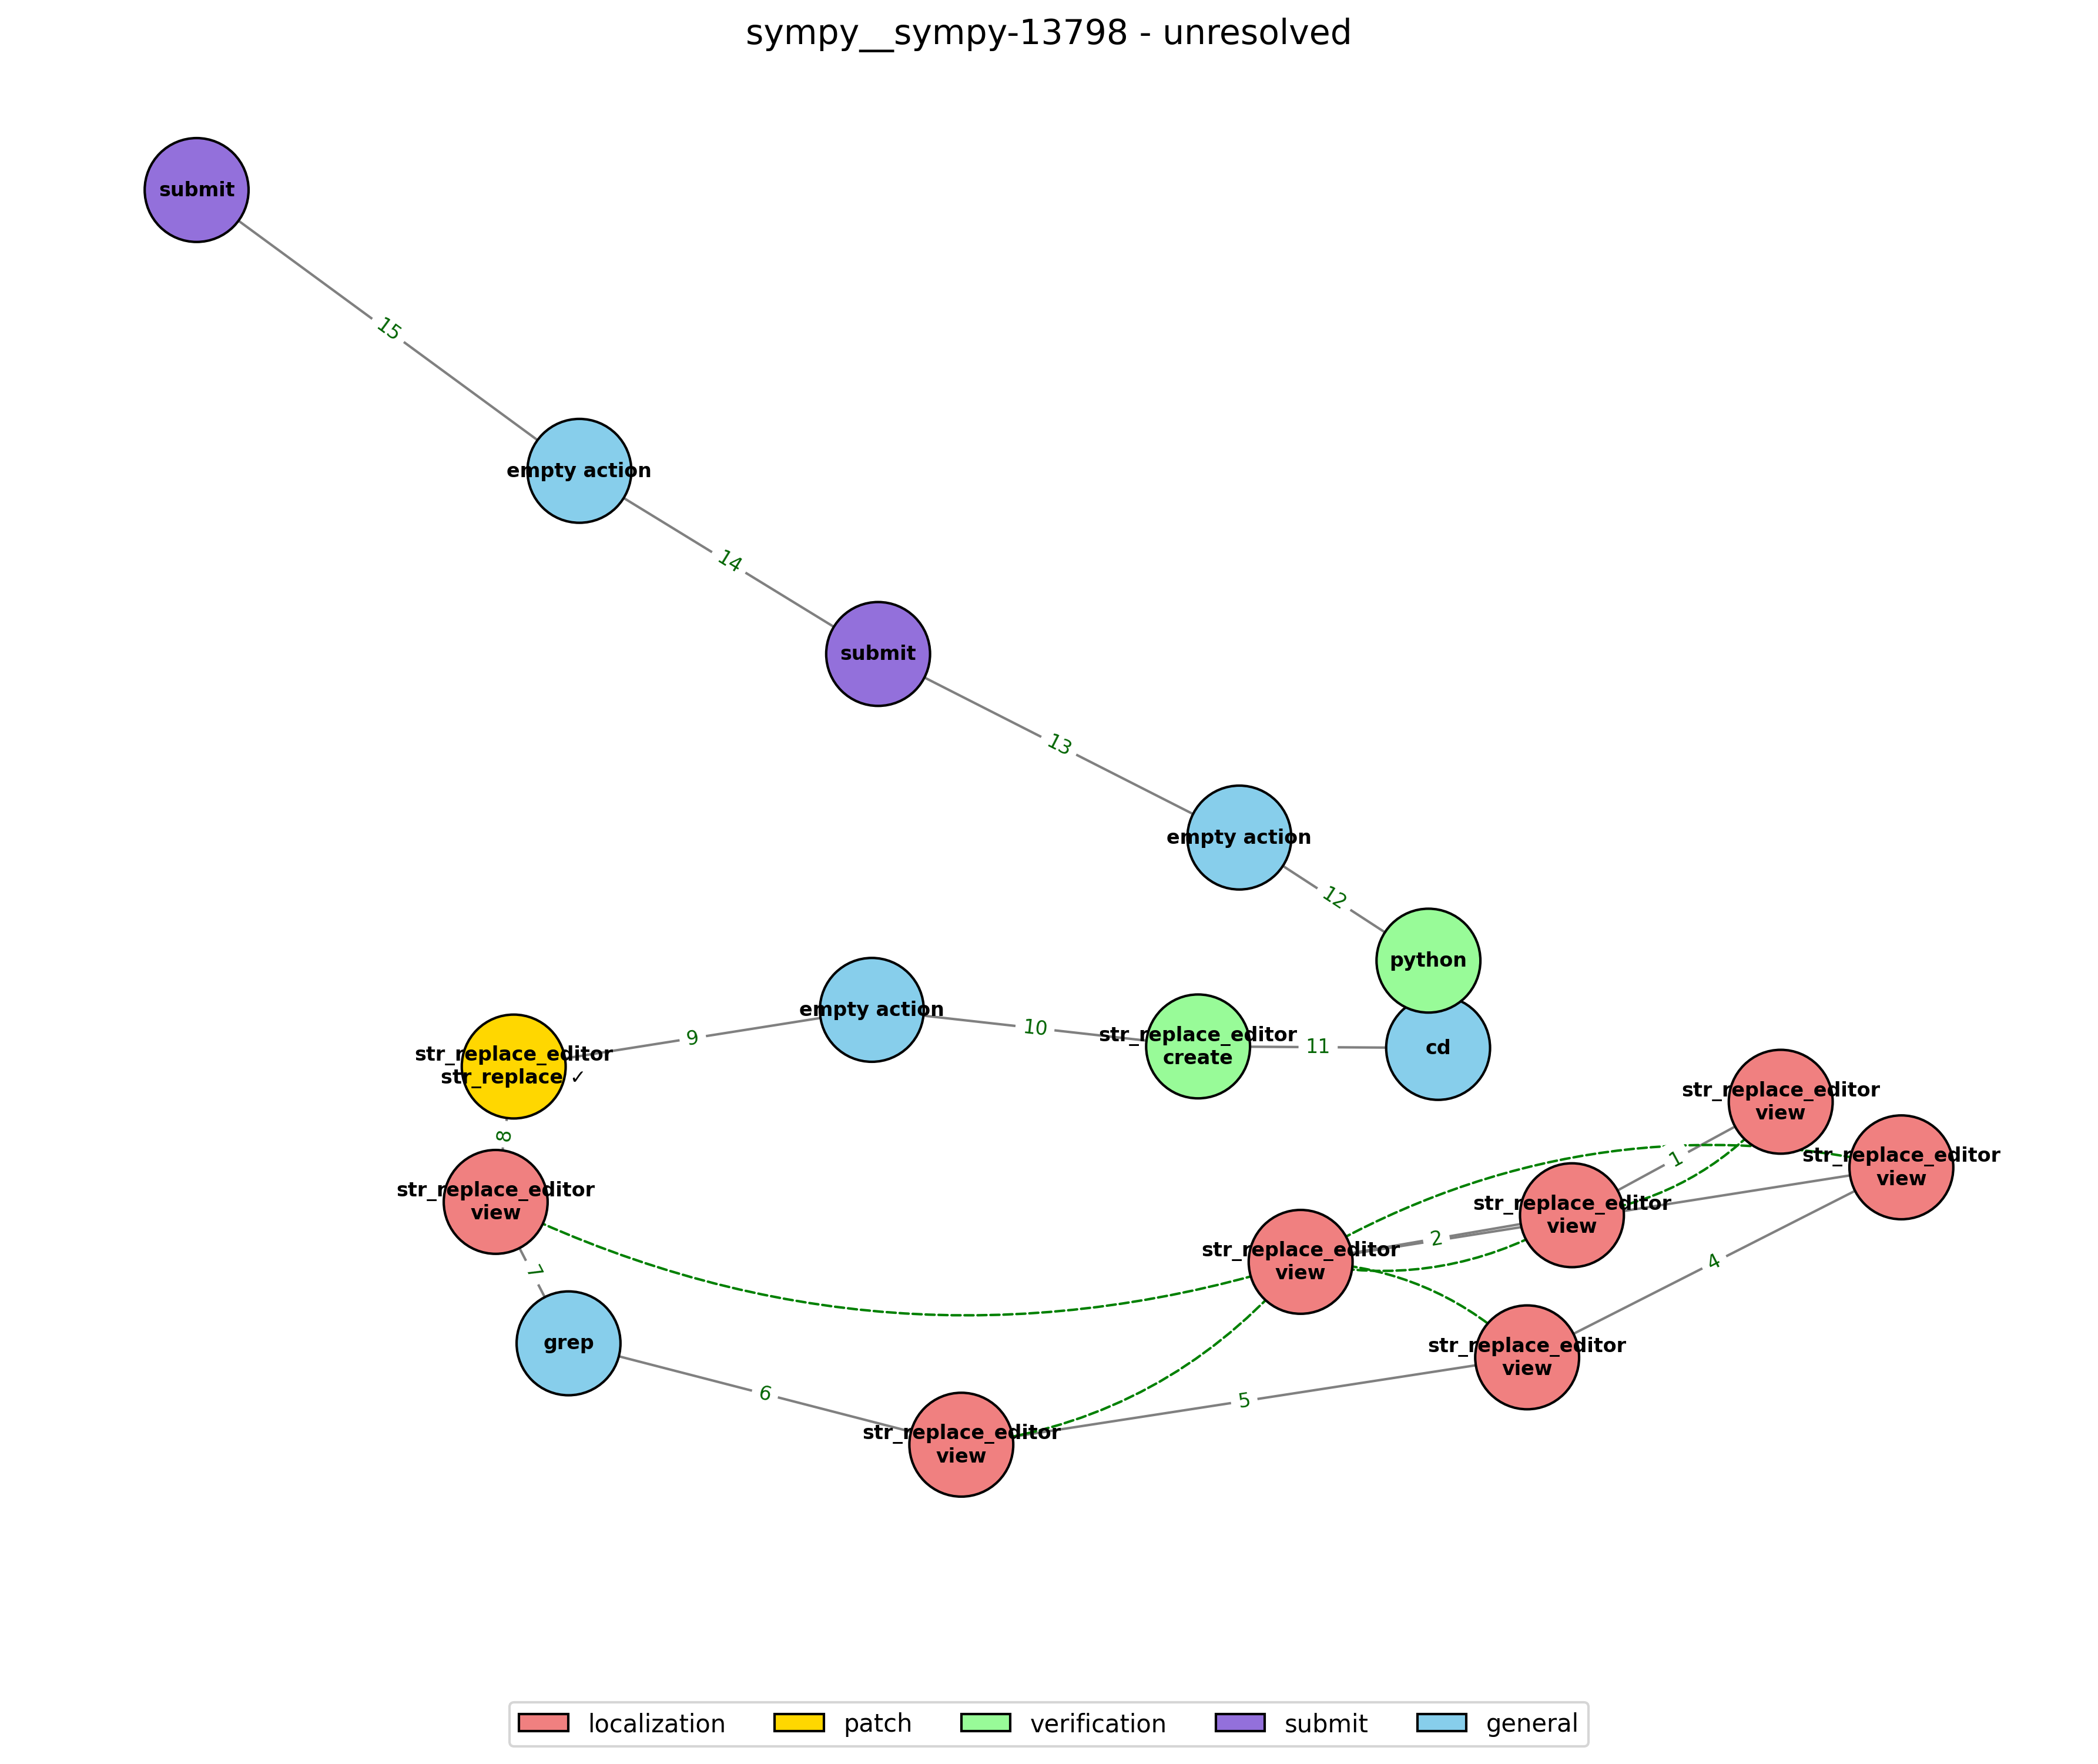 sympy__sympy-13798 - unresolved
submit
15
empty action
14
submit
13
empty action
12
python
empty action
str_replace_editor
str_replace ✓
9
10
str_replace_editor
create
11
cd
str_replace_editor
view
8
1
str_replace_editor
view
str_replace_editor
view
str_replace_editor
view
2
str_replace_editor
view
4
7
grep
str_replace_editor
view
6
5
str_replace_editor
view
localization
patch
verification
submit
general